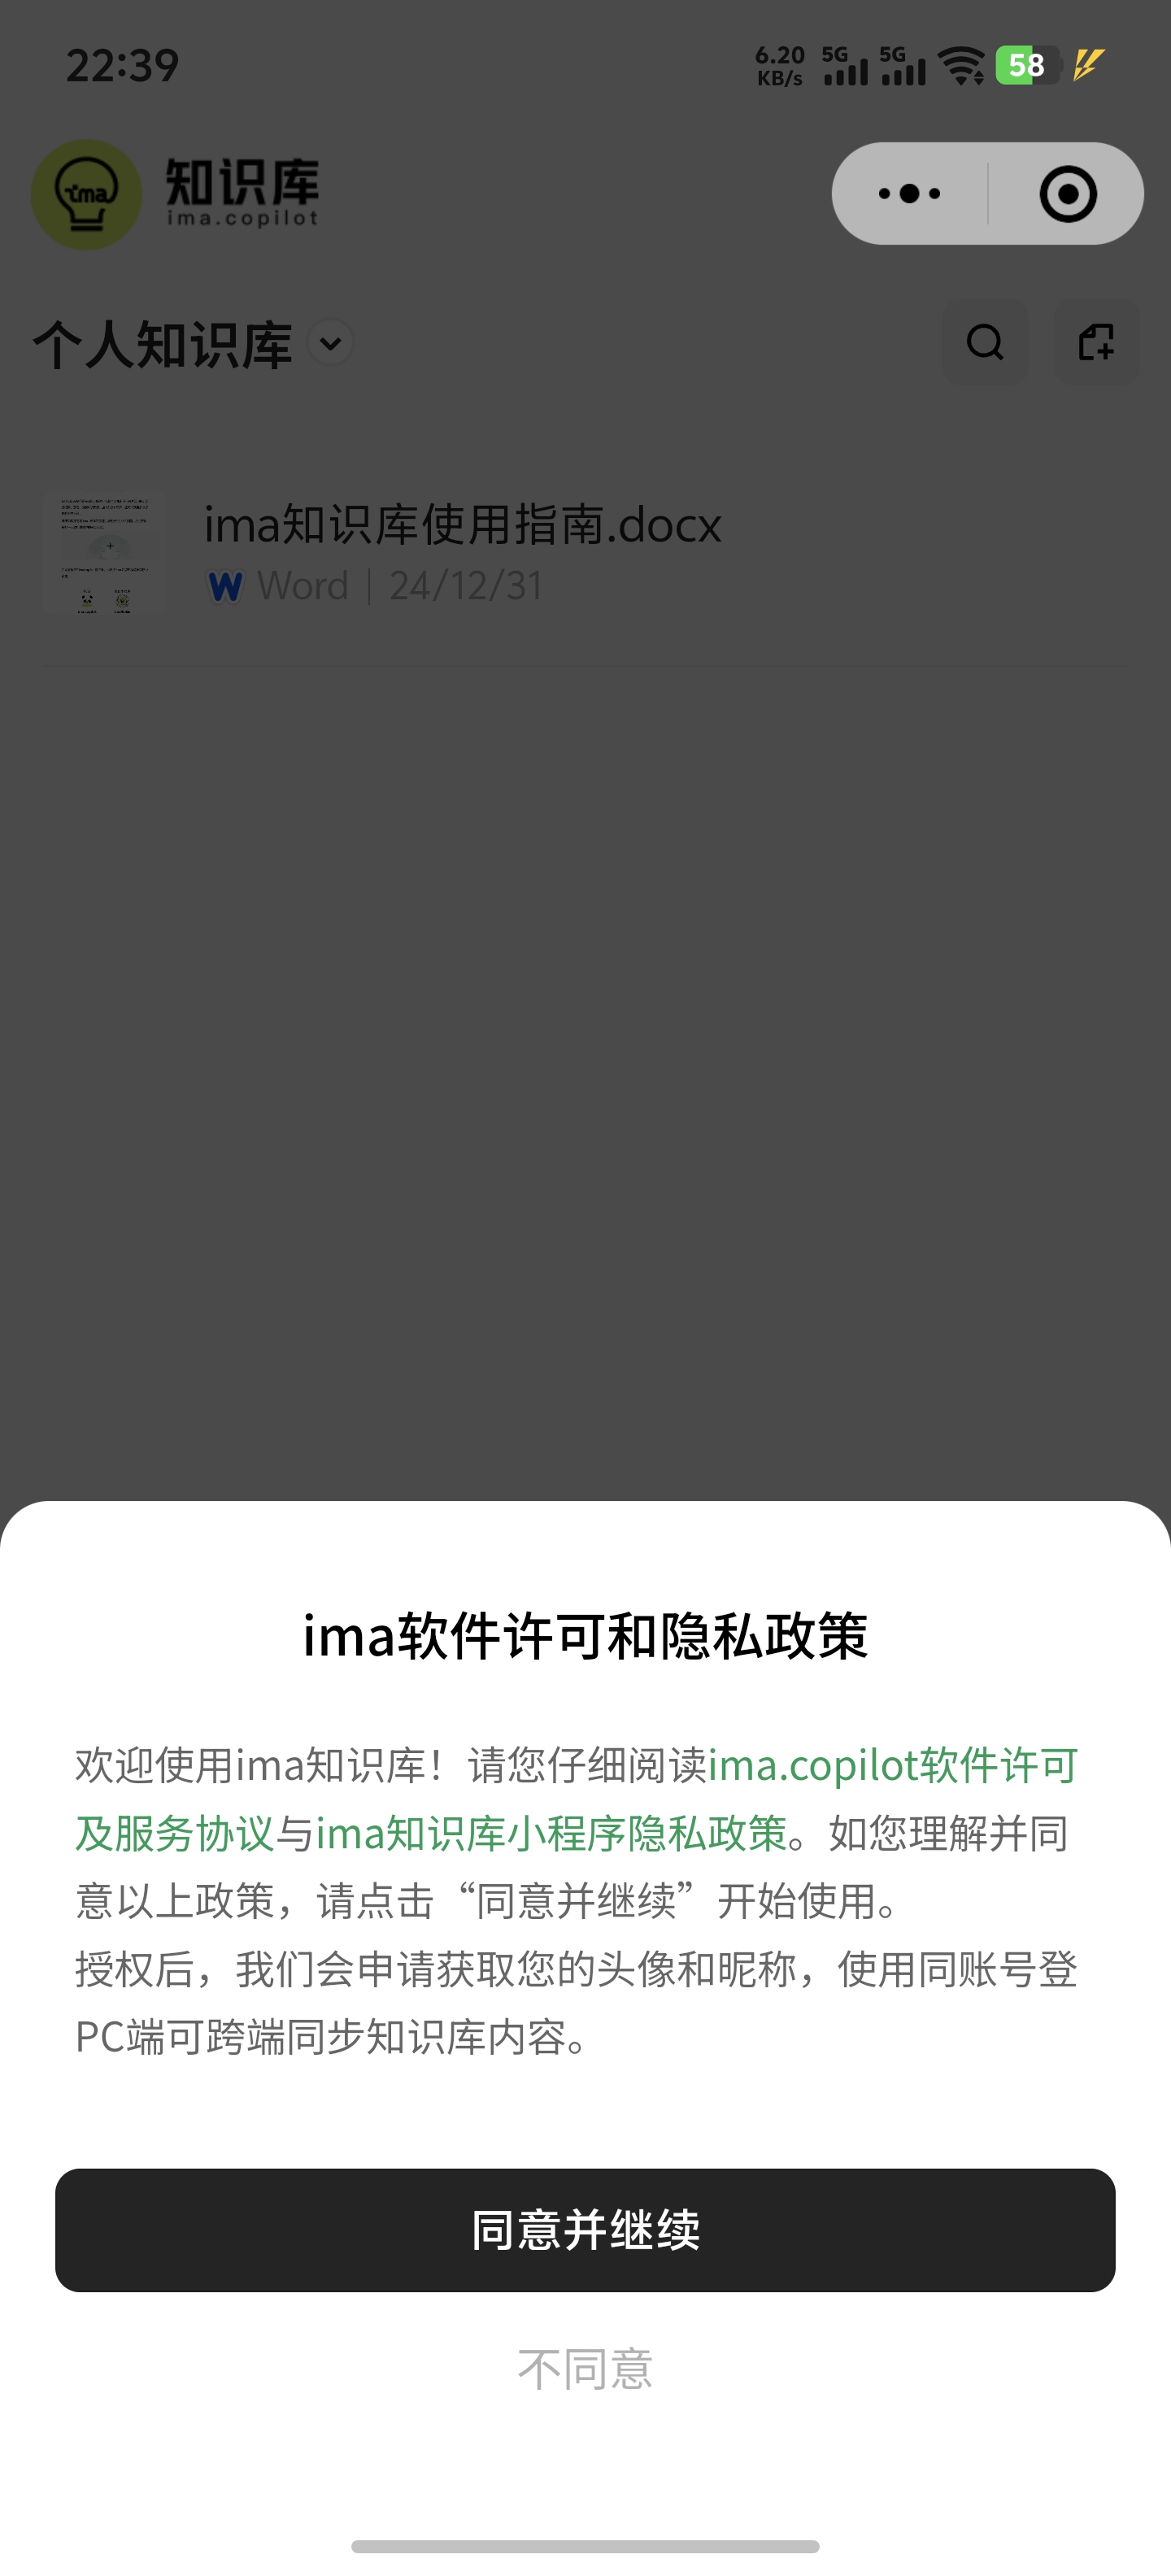 22:39
6.20 KB/s 5G 5G 58
ima 知识库
ima.copilot
个人知识库
ima知识库使用指南.docx
W Word | 24/12/31
ima软件许可和隐私政策
欢迎使用ima知识库！请您仔细阅读ima.copilot软件许可
及服务协议与ima知识库小程序隐私政策。如您理解并同
意以上政策，请点击“同意并继续”开始使用。
授权后，我们会申请获取您的头像和昵称，使用同账号登
PC端可跨端同步知识库内容。
同意并继续
不同意